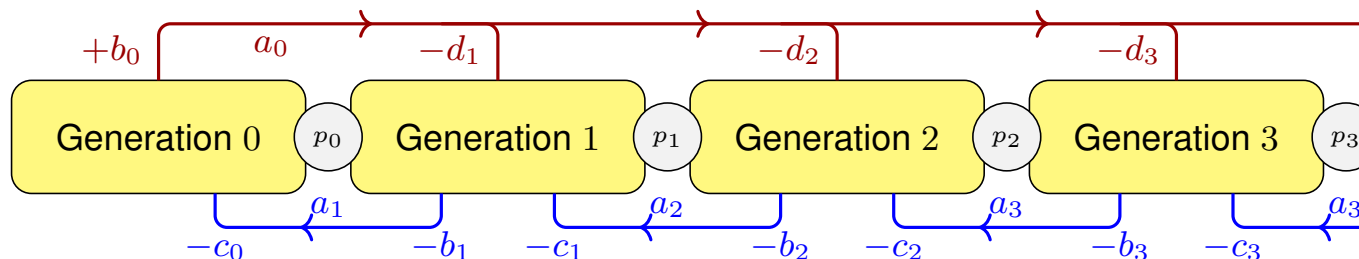 +b₀ a₀ −d₁ −d₂ −d₃
Generation 0 p₀ Generation 1 p₁ Generation 2 p₂ Generation 3 p₃
a₁ a₂ a₃ a₃
−c₀ −b₁ −c₁ −b₂ −c₂ −b₃ −c₃